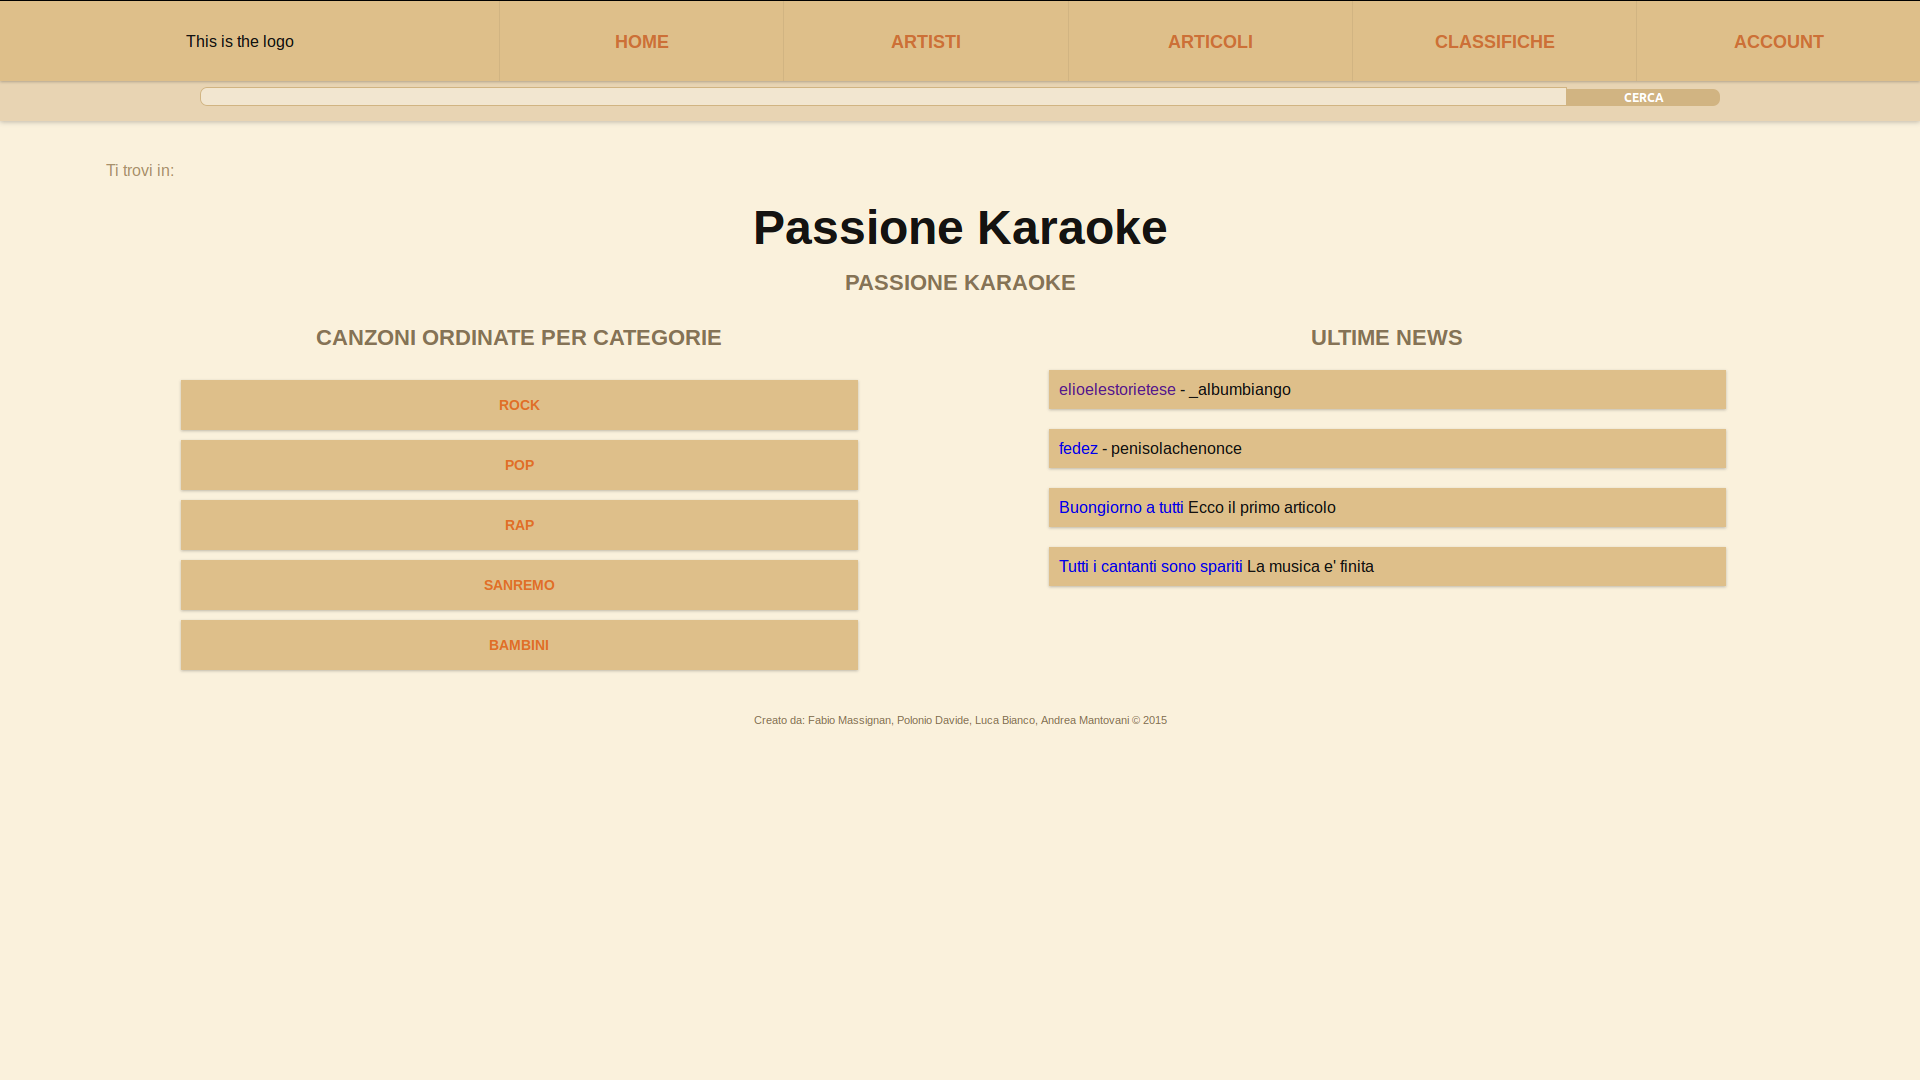 This is the logo
HOME
ARTISTI
ARTICOLI
CLASSIFICHE
ACCOUNT
CERCA
Ti trovi in:
Passione Karaoke
PASSIONE KARAOKE
CANZONI ORDINATE PER CATEGORIE
ROCK
POP
RAP
SANREMO
BAMBINI
ULTIME NEWS
elioelestorietese - _albumbiango
fedez - penisolachenonce
Buongiorno a tutti Ecco il primo articolo
Tutti i cantanti sono spariti La musica e' finita
Creato da: Fabio Massignan, Polonio Davide, Luca Bianco, Andrea Mantovani © 2015